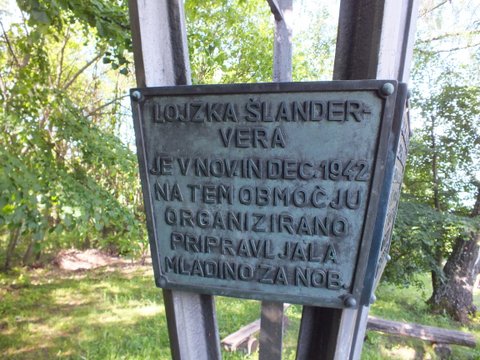 LOJZKA ŠLANDER-
VERA
JE V NOV.IN DEC.1942
NA TEM OBMOČJU
ORGANIZIRANO
PRIPRAVLJALA
MLADINO ZA NOB.